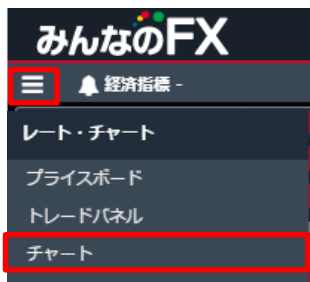 みんなのFX
経済指標 -
レート・チャート
プライスボード
トレードパネル
チャート